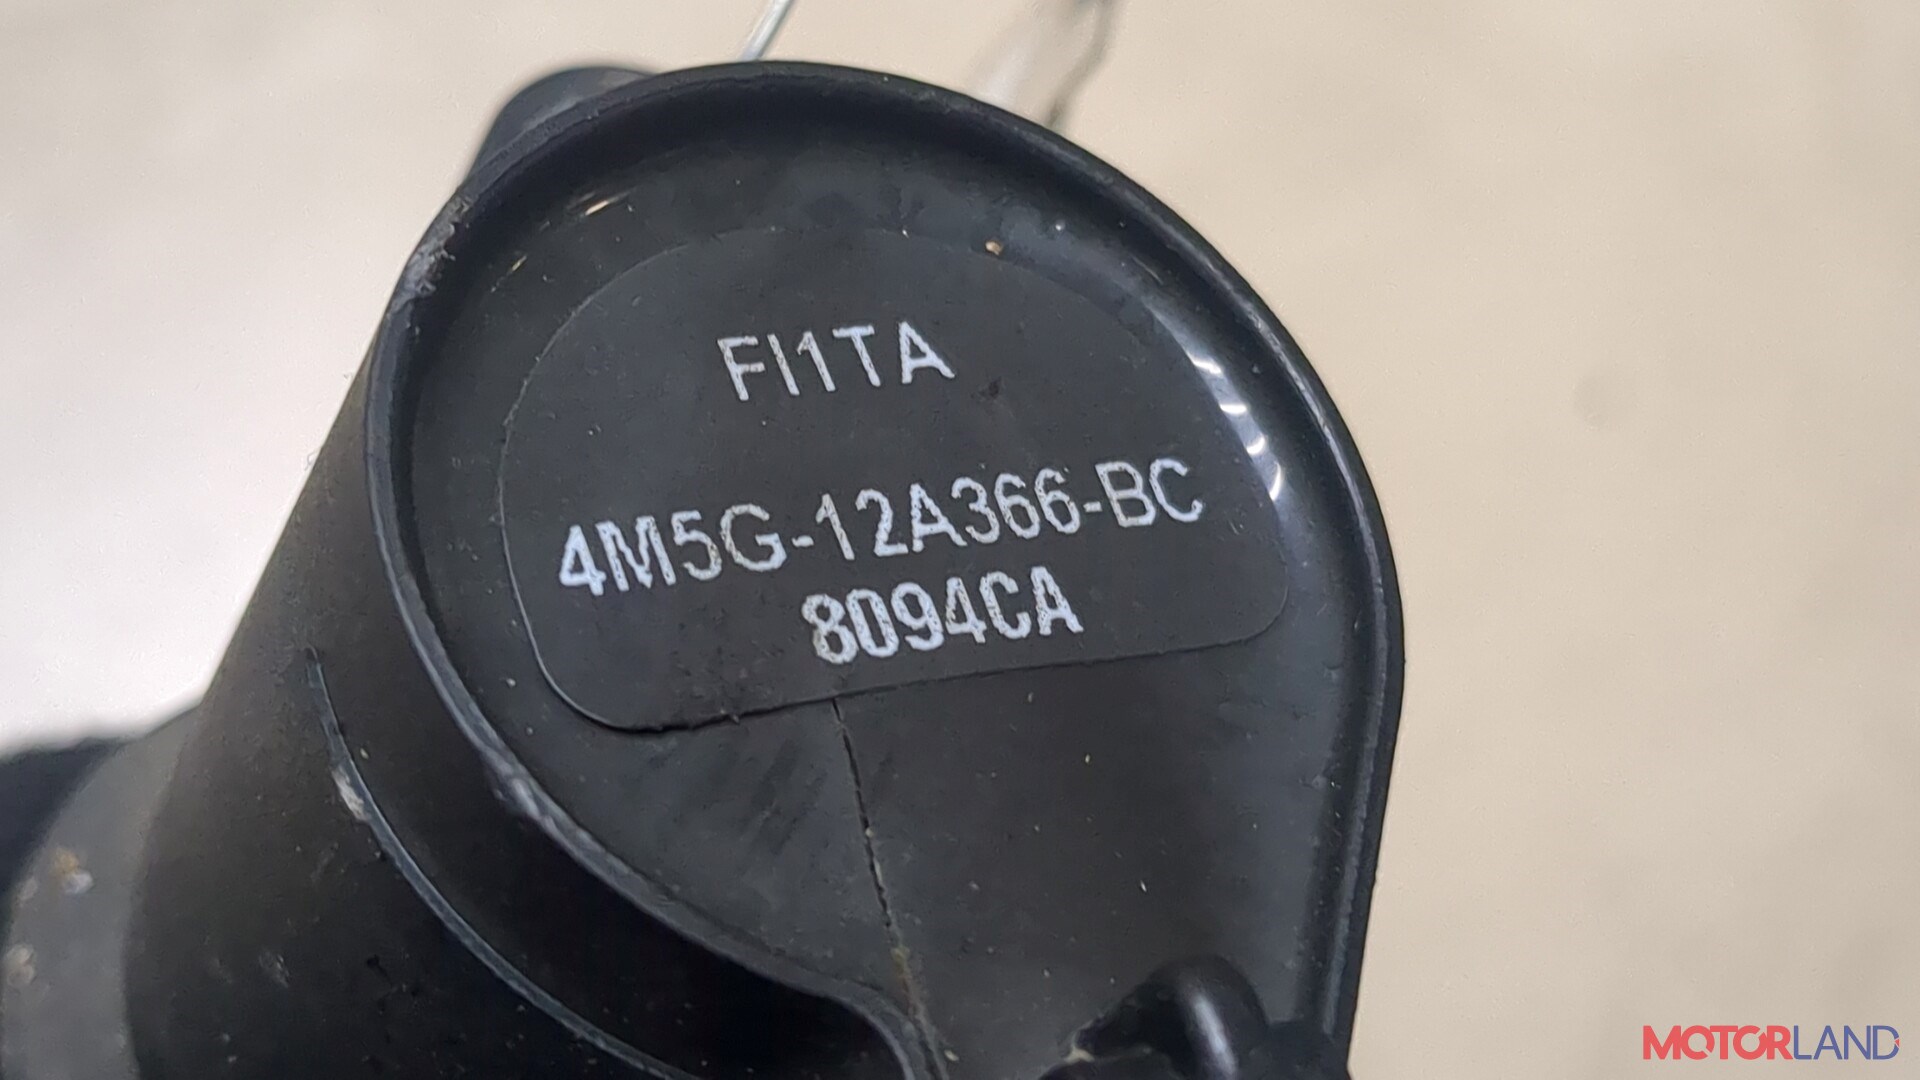 FI1TA
4M5G-12A366-BC
8094CA
MOTORLAND